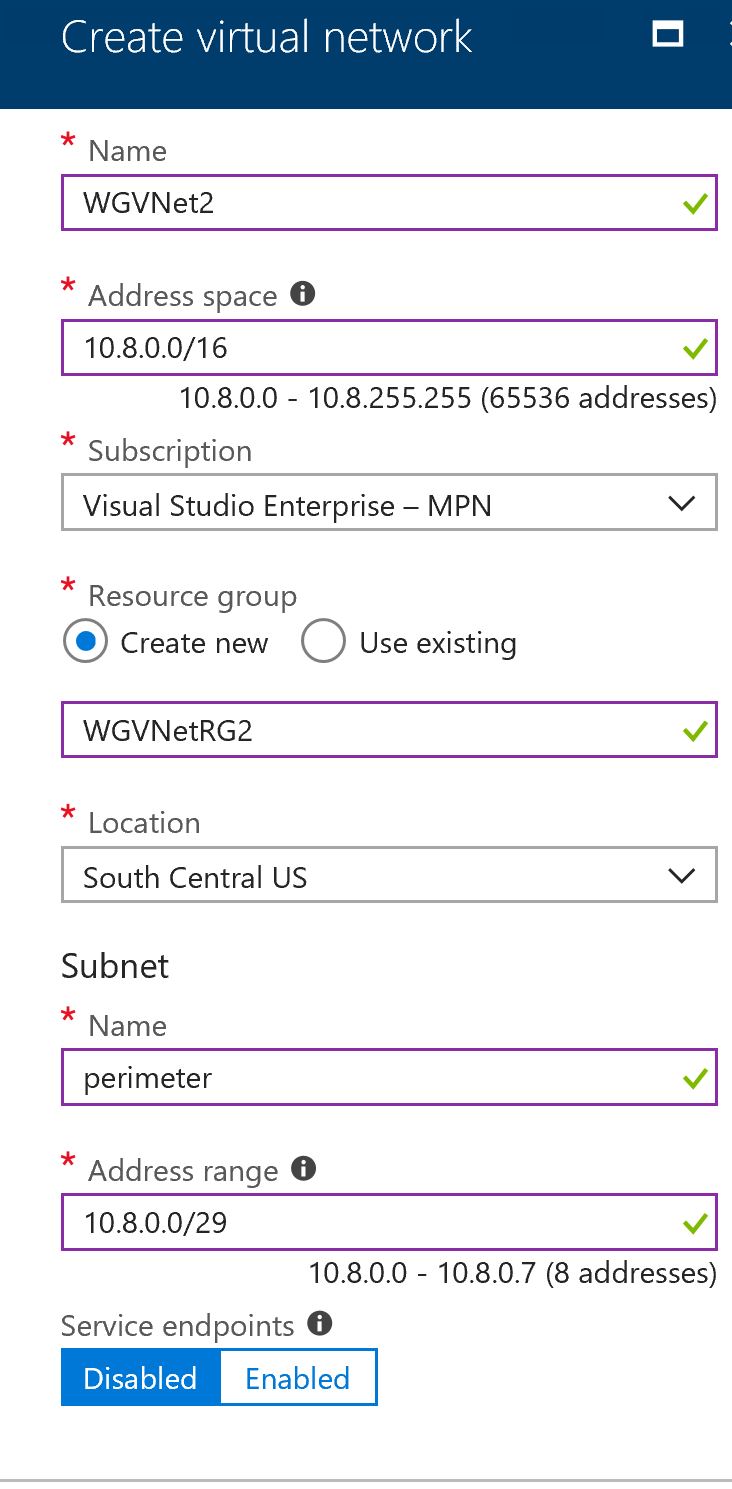 Create virtual network
* Name
WGVNet2
* Address space
10.8.0.0/16
10.8.0.0 - 10.8.255.255 (65536 addresses)
* Subscription
Visual Studio Enterprise – MPN
* Resource group
Create new Use existing
WGVNetRG2
* Location
South Central US
Subnet
* Name
perimeter
* Address range
10.8.0.0/29
10.8.0.0 - 10.8.0.7 (8 addresses)
Service endpoints
Disabled Enabled